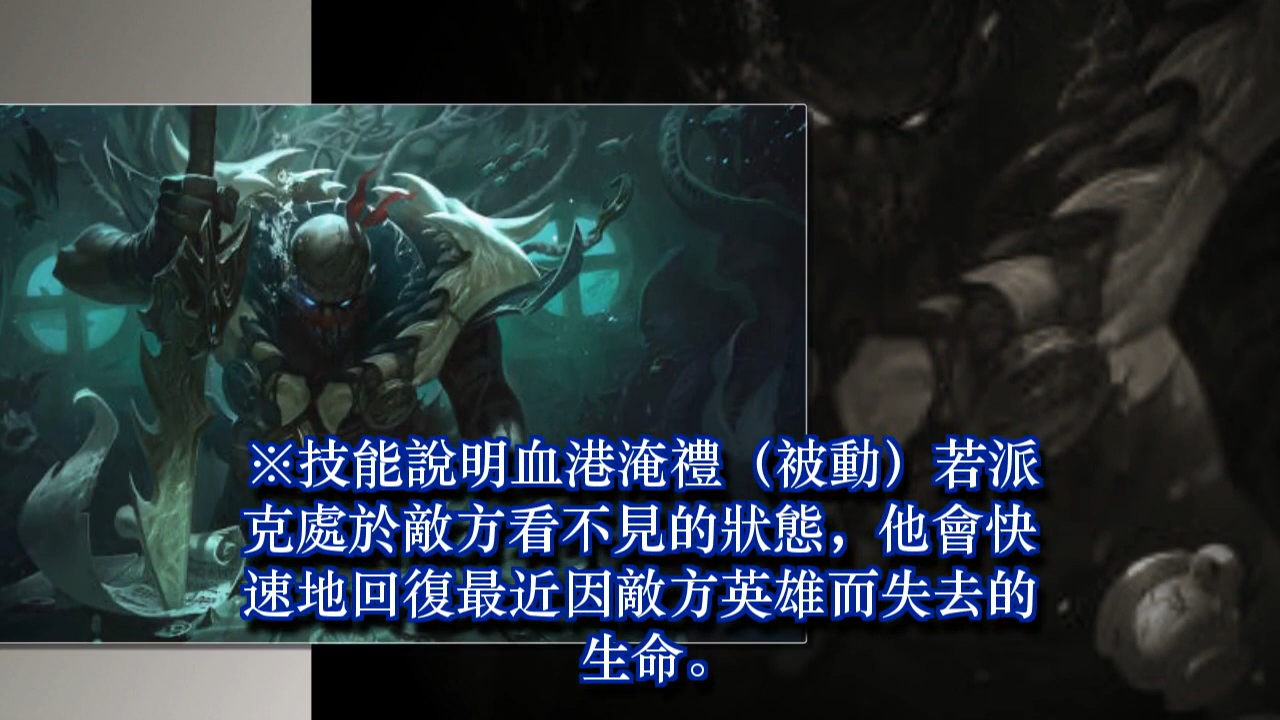 ※技能說明血港淹禮（被動）若派
克處於敵方看不見的狀態，他會快
速地回復最近因敵方英雄而失去的
生命。